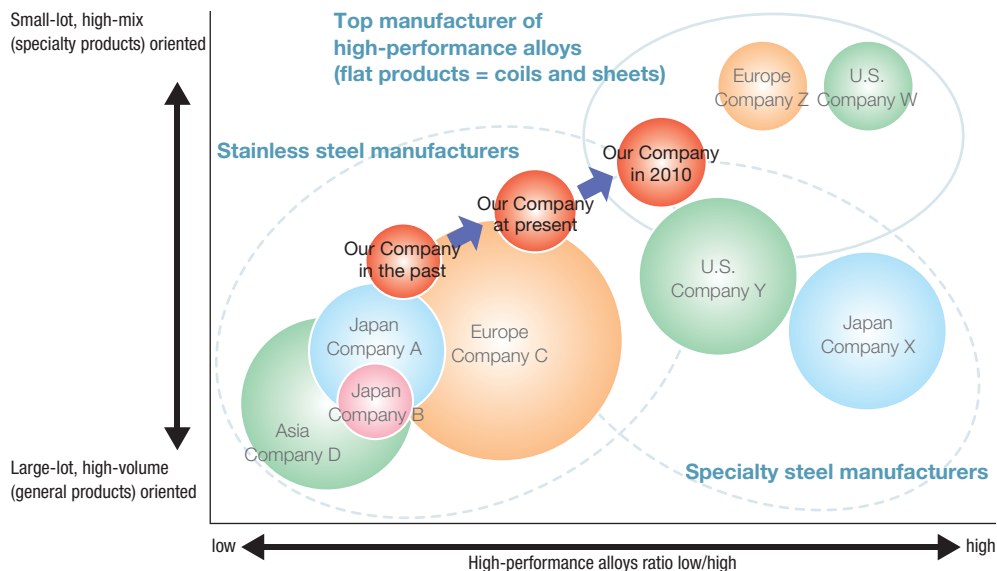 Small-lot, high-mix
(specialty products) oriented
Top manufacturer of
high-performance alloys
(flat products = coils and sheets)
Europe
Company Z
U.S.
Company W
Stainless steel manufacturers
Our Company
in 2010
Our Company
at present
Our Company
in the past
U.S.
Company Y
Japan
Company X
Japan
Company A
Europe
Company C
Japan
Company B
Asia
Company D
Large-lot, high-volume
(general products) oriented
Specialty steel manufacturers
low
high
High-performance alloys ratio low/high